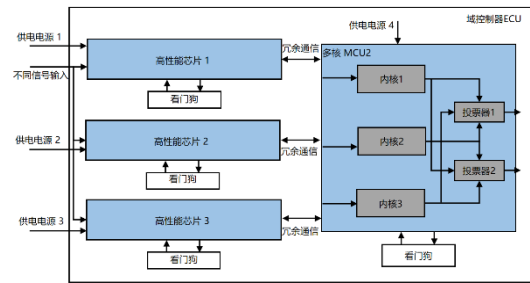 供电电源 1
供电电源 4
域控制器ECU
不同信号输入
高性能芯片 1
冗余通信
多核 MCU2
内核1
看门狗
投票器1
供电电源 2
高性能芯片 2
冗余通信
内核2
看门狗
投票器2
供电电源 3
高性能芯片 3
冗余通信
内核3
看门狗
看门狗